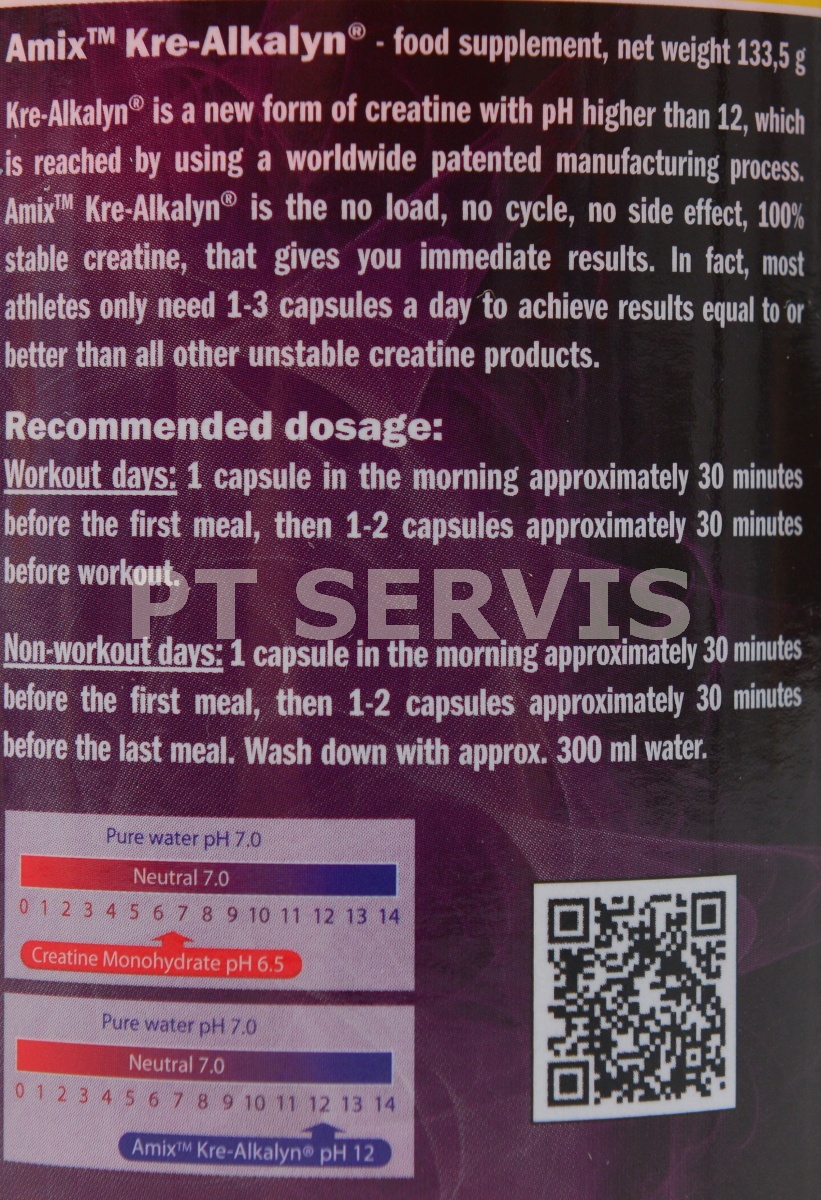 Amix™ Kre-Alkalyn® - food supplement, net weight 133,5 g
Kre-Alkalyn® is a new form of creatine with pH higher than 12, which
is reached by using a worldwide patented manufacturing process.
Amix™ Kre-Alkalyn® is the no load, no cycle, no side effect, 100%
stable creatine, that gives you immediate results. In fact, most
athletes only need 1-3 capsules a day to achieve results equal to or
better than all other unstable creatine products.
Recommended dosage:
Workout days: 1 capsule in the morning approximately 30 minutes
before the first meal, then 1-2 capsules approximately 30 minutes
before workout.
PT SERVIS
Non-workout days: 1 capsule in the morning approximately 30 minutes
before the first meal, then 1-2 capsules approximately 30 minutes
before the last meal. Wash down with approx. 300 ml water.
Pure water pH 7.0
Neutral 7.0
0 1 2 3 4 5 6 7 8 9 10 11 12 13 14
Creatine Monohydrate pH 6.5
Pure water pH 7.0
Neutral 7.0
0 1 2 3 4 5 6 7 8 9 10 11 12 13 14
Amix™ Kre-Alkalyn® pH 12